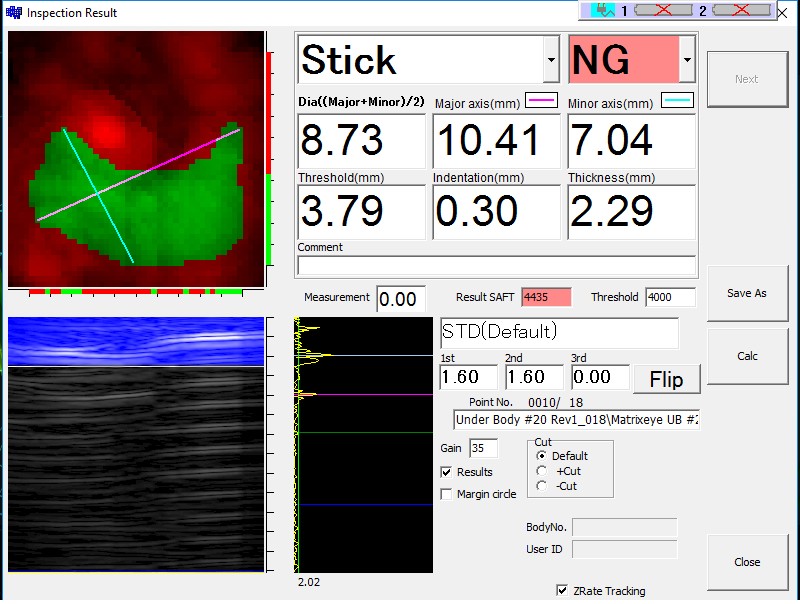 Inspection Result
1 2
Stick NG
Next
Dia((Major+Minor)/2) Major axis(mm) Minor axis(mm)
8.73 10.41 7.04
Threshold(mm) Indentation(mm) Thickness(mm)
3.79 0.30 2.29
Comment
Measurement 0.00 Result SAFT 4435 Threshold 4000
Save As
STD(Default)
Calc
1st 2nd 3rd
1.60 1.60 0.00 Flip
Point No. 0010/ 18
Under Body #20 Rev1_018\Matrixeye UB #2
Gain 35
Cut
Default
Results
+Cut
-Cut
Margin circle
BodyNo.
User ID
Close
2.02
ZRate Tracking